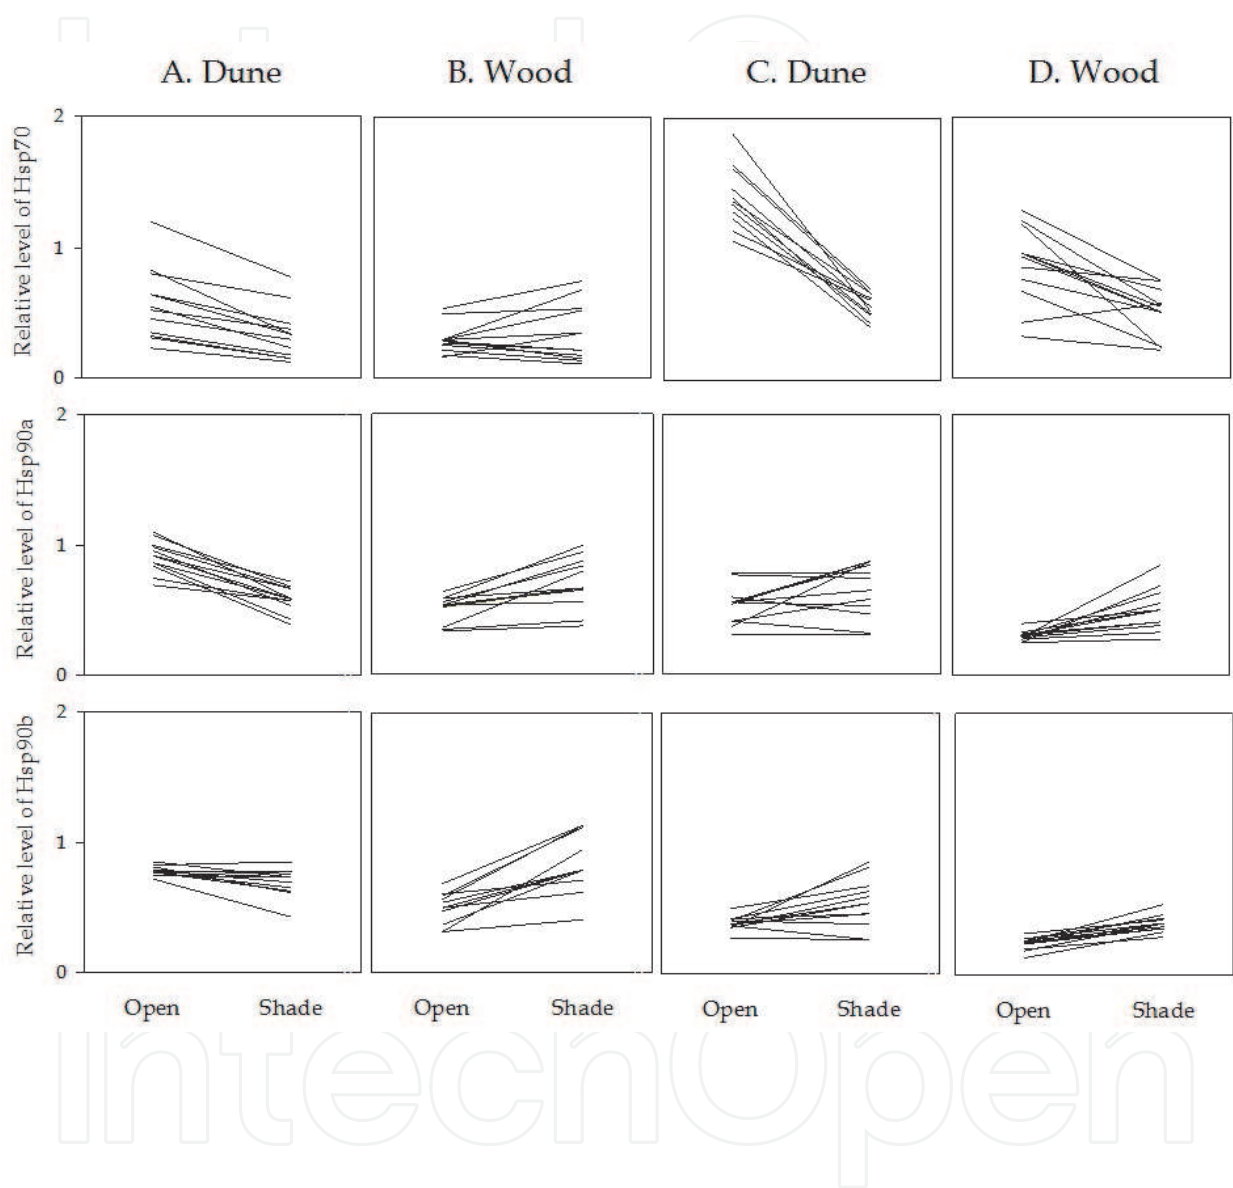 A. Dune
B. Wood
C. Dune
D. Wood
Relative level of Hsp70
2
1
0
Relative level of Hsp90a
2
1
0
Relative level of Hsp90b
2
1
0
Open
Shade
Open
Shade
Open
Shade
Open
Shade
IntechOpen